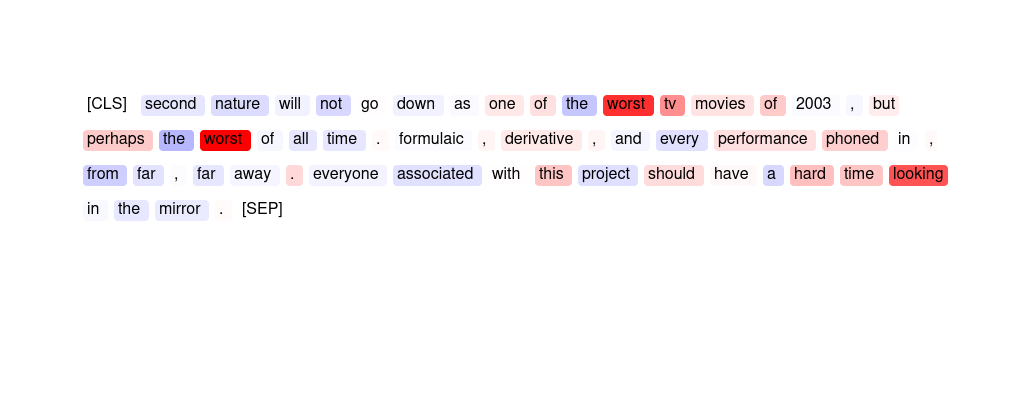 [CLS] second nature will not go down as one of the worst tv movies of 2003 , but
perhaps the worst of all time . formulaic , derivative , and every performance phoned in ,
from far , far away . everyone associated with this project should have a hard time looking
in the mirror . [SEP]